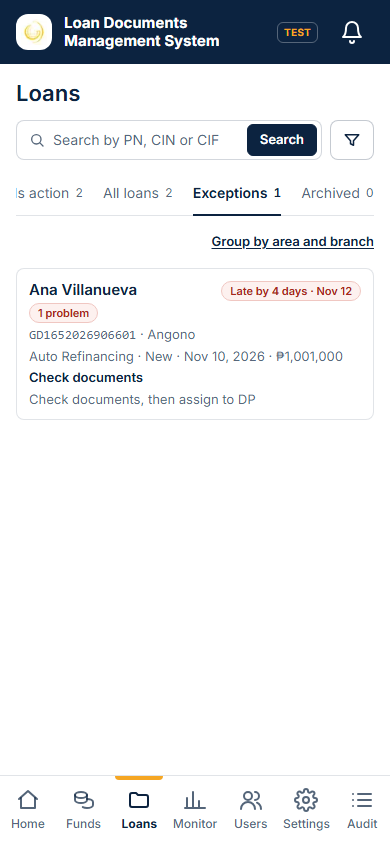 Loan Documents
Management System
TEST
Loans
Search by PN, CIN or CIF
Search
s action 2
All loans 2
Exceptions 1
Archived 0
Group by area and branch
Ana Villanueva
Late by 4 days · Nov 12
1 problem
GD1652026906601 · Angono
Auto Refinancing · New · Nov 10, 2026 · ₱1,001,000
Check documents
Check documents, then assign to DP
Home
Funds
Loans
Monitor
Users
Settings
Audit